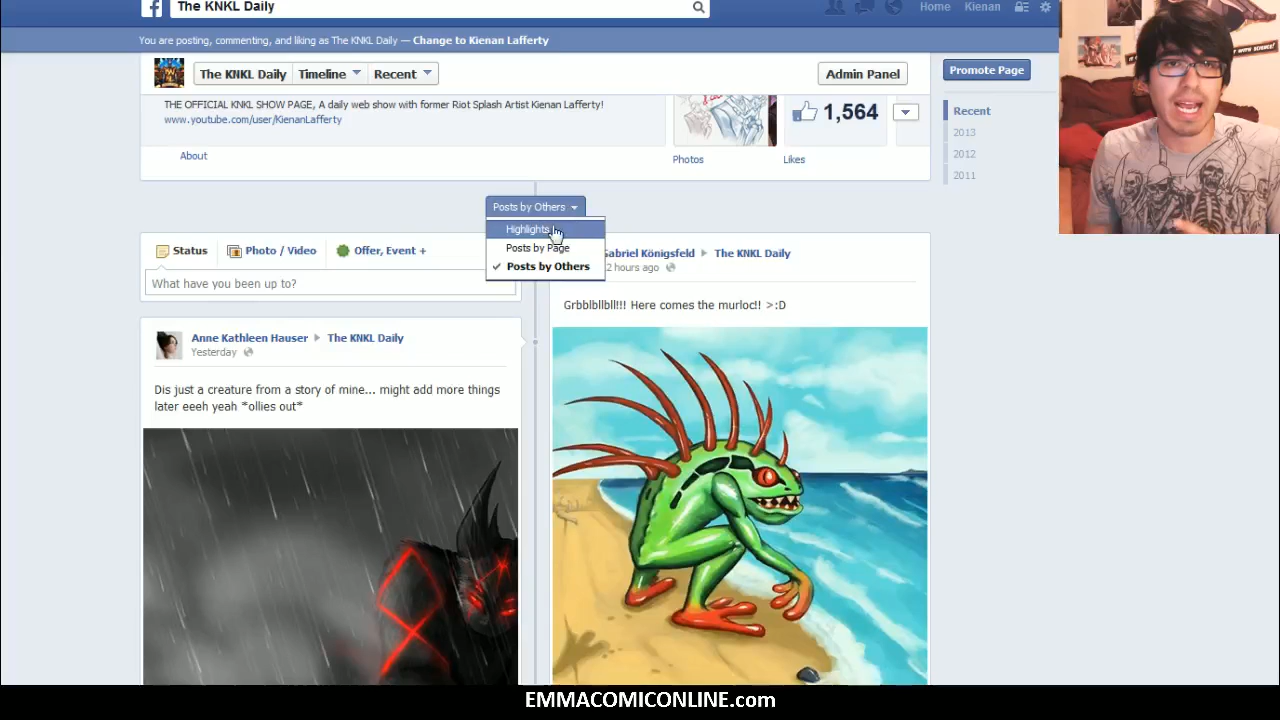 The KNKL Daily
Home Kienan
You are posting, commenting, and liking as The KNKL Daily — Change to Kienan Lafferty
The KNKL Daily Timeline Recent
Admin Panel
Promote Page
THE OFFICIAL KNKL SHOW PAGE, A daily web show with former Riot Splash Artist Kienan Lafferty!
www.youtube.com/user/KienanLafferty
About
1,564
Photos
Likes
Recent
2013
2012
2011
Posts by Others
Highlights
Posts by Page
Posts by Others
Status Photo / Video Offer, Event +
What have you been up to?
Anne Kathleen Hauser The KNKL Daily
Yesterday
Dis just a creature from a story of mine... might add more things
later eeeh yeah *ollies out*
Königsfeld The KNKL Daily
hours ago
Grbblbllbll!!! Here comes the murloc!! >:D
EMMACOMICONLINE.com